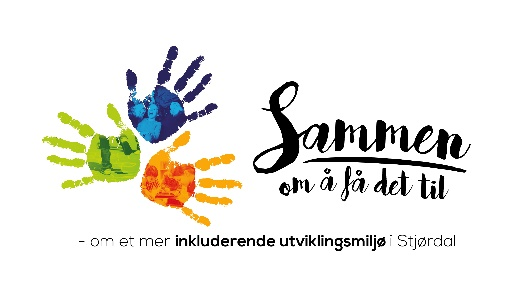 Sammen
om å få det til
- om et mer inkluderende utviklingsmiljø i Stjørdal